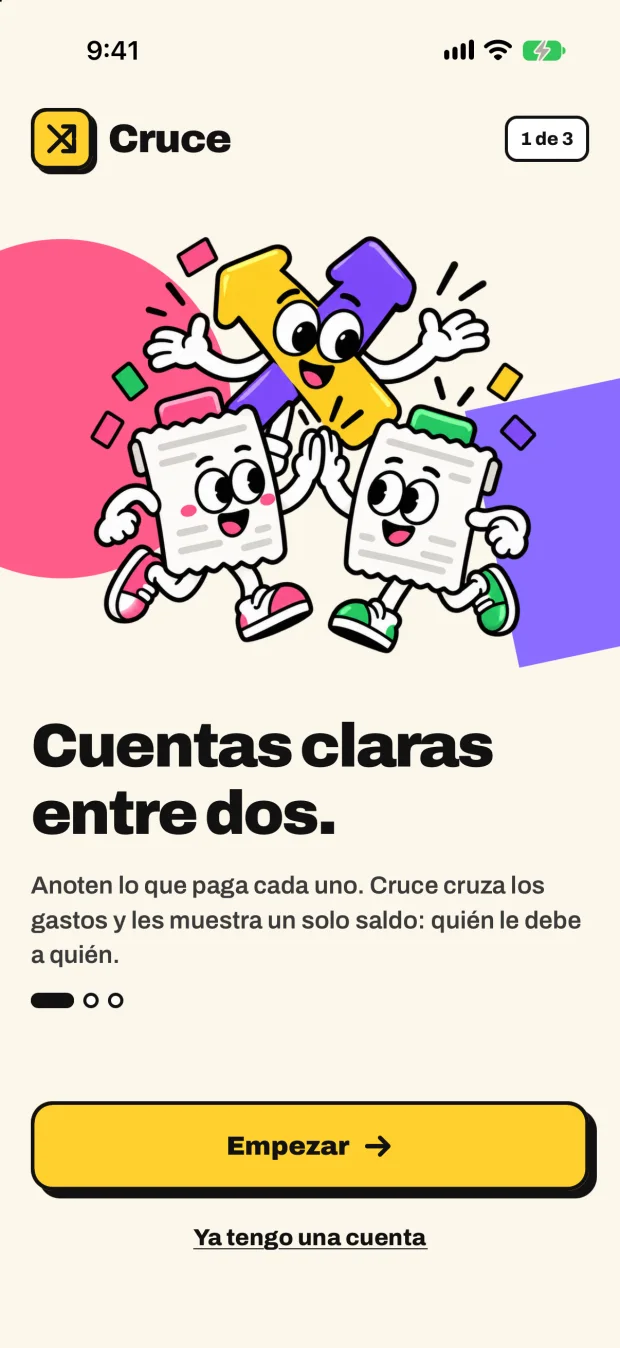 9:41
Cruce
1 de 3
Cuentas claras
entre dos.
Anoten lo que paga cada uno. Cruce cruza los
gastos y les muestra un solo saldo: quién le debe
a quién.
Empezar →
Ya tengo una cuenta